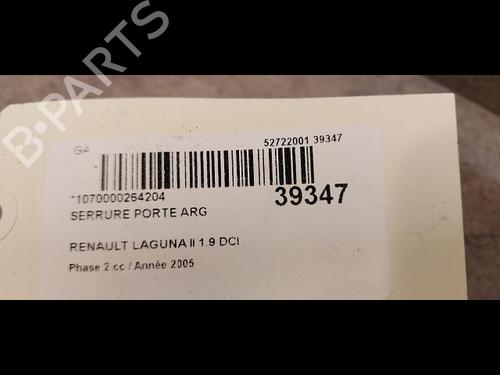 B-PARTS
GA
52722001 39347
*1070000264204
39347
SERRURE PORTE ARG
RENAULT LAGUNA II 1.9 DCI
Phase 2 cc / Année 2005